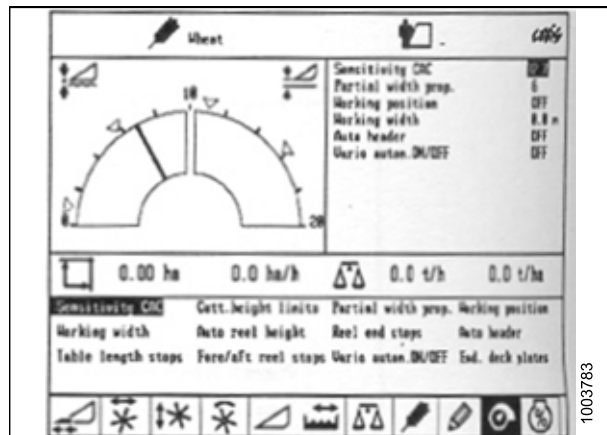 Wheat
Sensitivity CAC
Partial width prop. 6
Working position OFF
Working width 0.0 m
Auto header OFF
Vario autom. ON/OFF OFF
10
0
20
0.00 ha 0.0 ha/h 0.0 t/h 0.0 t/ha
Sensitivity CAC Cutt.height limits Partial width prop. Working position
Working width Auto reel height Reel end stops Auto header
Table length stops Fore/aft reel stops Vario autom. ON/OFF End. deck plates
1003783